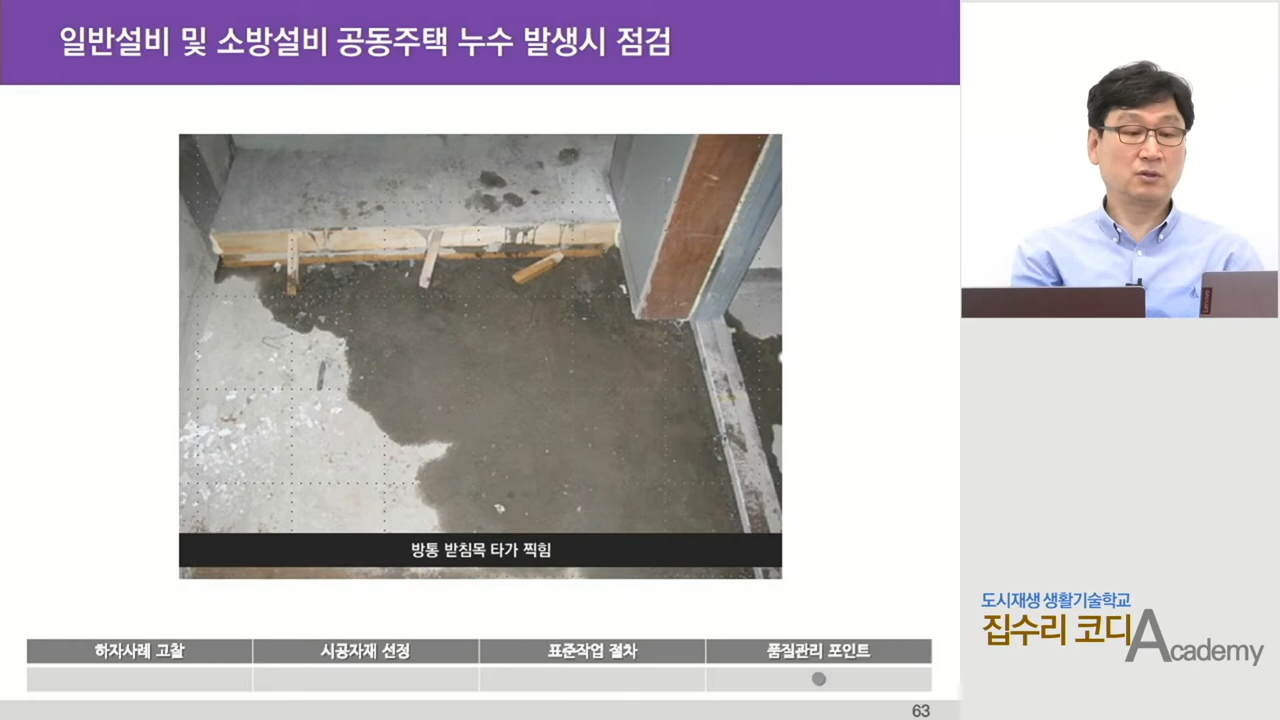 일반설비 및 소방설비 공동주택 누수 발생시 점검
방통 받침목 타가 찍힘
하자사례 고찰
시공자재 선정
표준작업 절차
품질관리 포인트
63
Lenovo
도시재생 생활기술학교
집수리 코디Academy